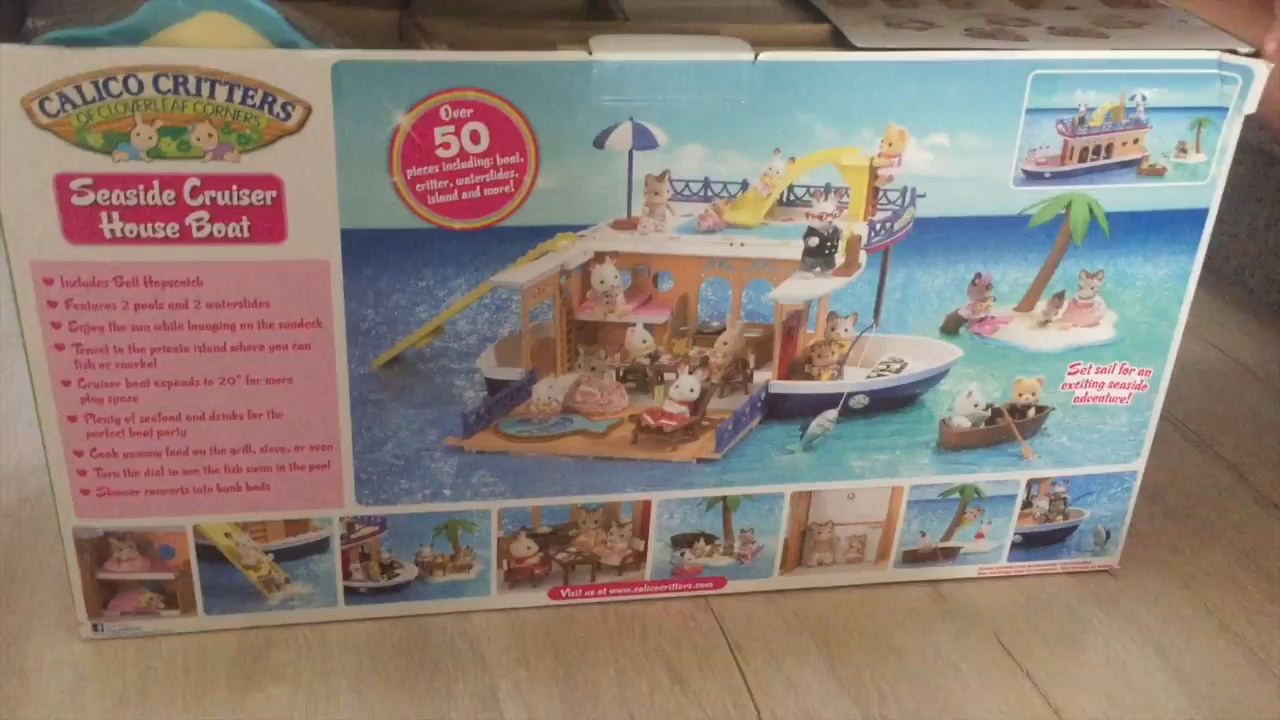 CALICO CRITTERS
OF CLOVERLEAF CORNERS
Seaside Cruiser
House Boat
Includes Bell Hopscotch
Features 2 pools and 2 waterslides
Enjoy the sun while lounging on the sundeck
Travel to the private island where you can
fish or snorkel
Cruiser boat expands to 20" for more
play space
Plenty of seafood and drinks for the
perfect boat party
Cook yummy food on the grill, stove, or oven
Turn the dial to see the fish swim in the pool
Shower converts into bunk beds
Over
50
pieces including: boat,
critter, waterslides,
island and more!
Set sail for an
exciting seaside
adventure!
Visit us at www.calicocritters.com